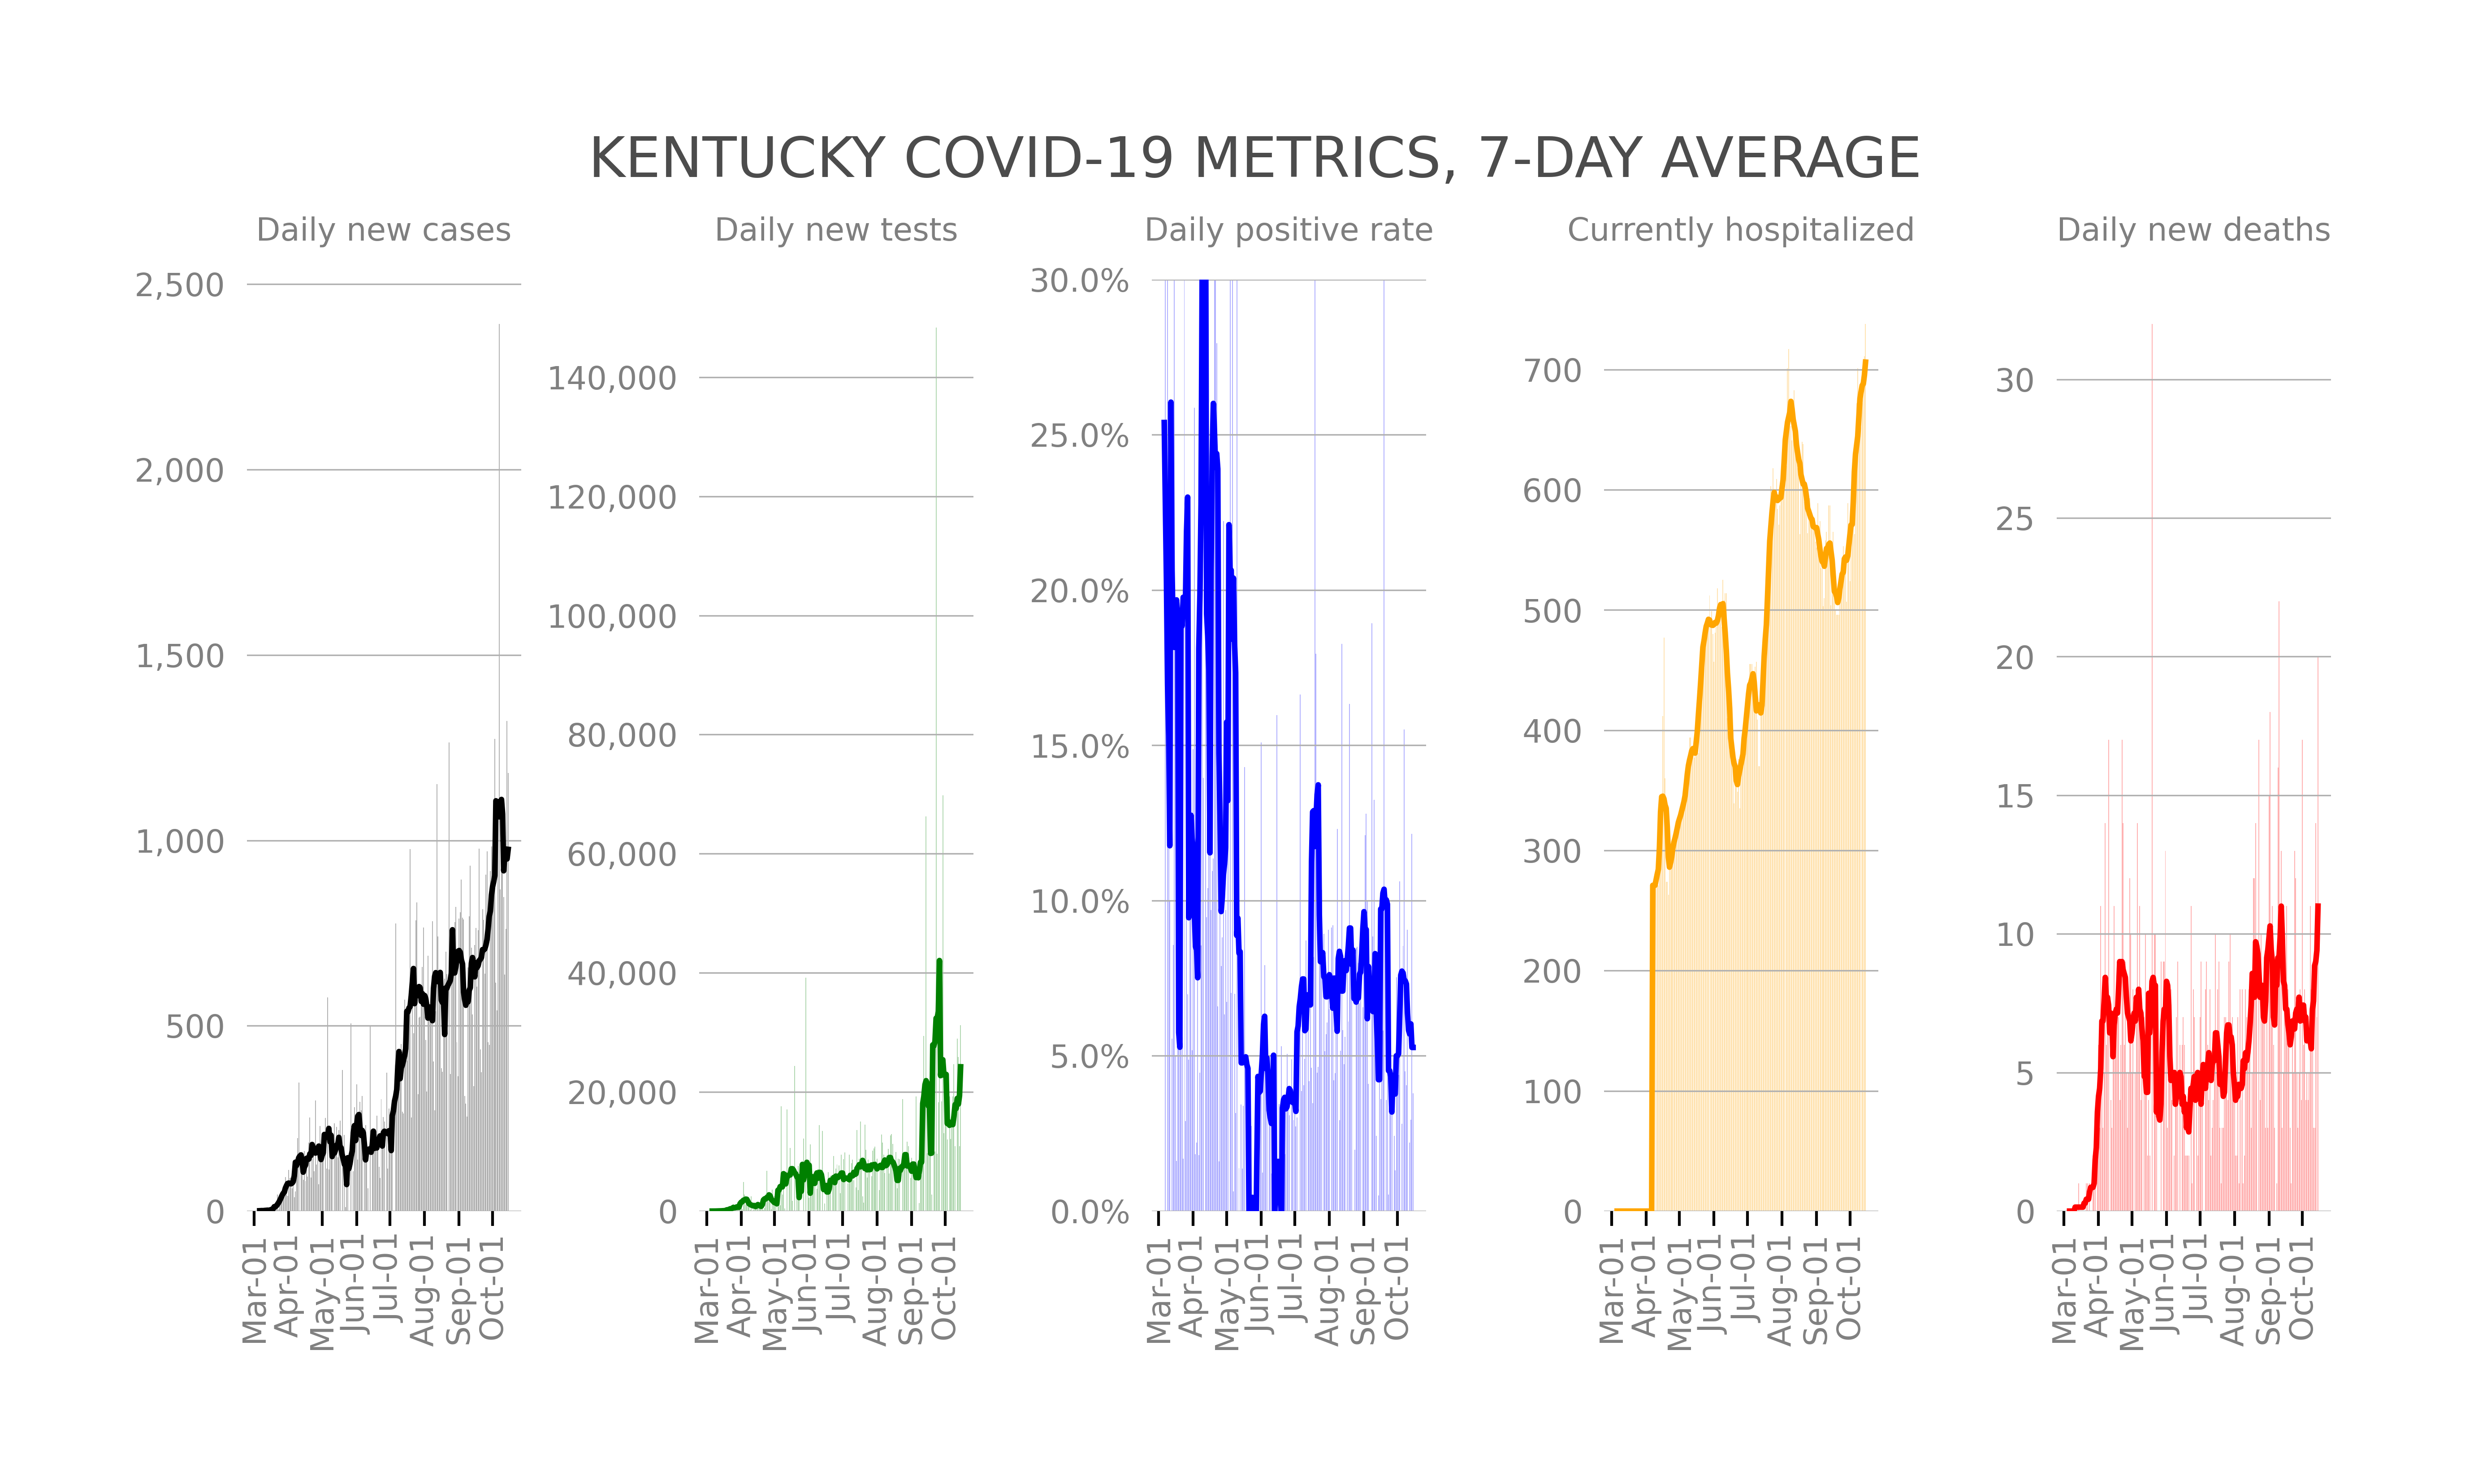 KENTUCKY COVID-19 METRICS, 7-DAY AVERAGE
Daily new cases
2,500
2,000
1,500
1,000
500
0
Mar-01
Apr-01
May-01
Jun-01
Jul-01
Aug-01
Sep-01
Oct-01
Daily new tests
140,000
120,000
100,000
80,000
60,000
40,000
20,000
0
Mar-01
Apr-01
May-01
Jun-01
Jul-01
Aug-01
Sep-01
Oct-01
Daily positive rate
30.0%
25.0%
20.0%
15.0%
10.0%
5.0%
0.0%
Mar-01
Apr-01
May-01
Jun-01
Jul-01
Aug-01
Sep-01
Oct-01
Currently hospitalized
700
600
500
400
300
200
100
0
Mar-01
Apr-01
May-01
Jun-01
Jul-01
Aug-01
Sep-01
Oct-01
Daily new deaths
30
25
20
15
10
5
0
Mar-01
Apr-01
May-01
Jun-01
Jul-01
Aug-01
Sep-01
Oct-01